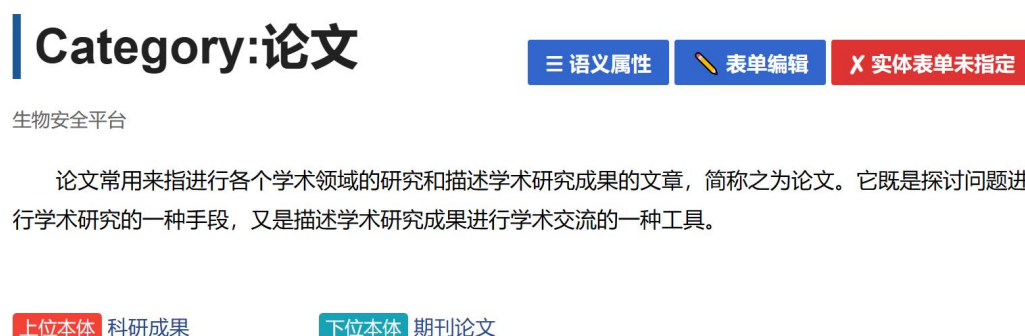 Category:论文
☰ 语义属性 ✏ 表单编辑 ✗ 实体表单未指定
生物安全平台
论文常用来指进行各个学术领域的研究和描述学术研究成果的文章，简称之为论文。它既是探讨问题进
行学术研究的一种手段，又是描述学术研究成果进行学术交流的一种工具。
上位本体 科研成果 下位本体 期刊论文